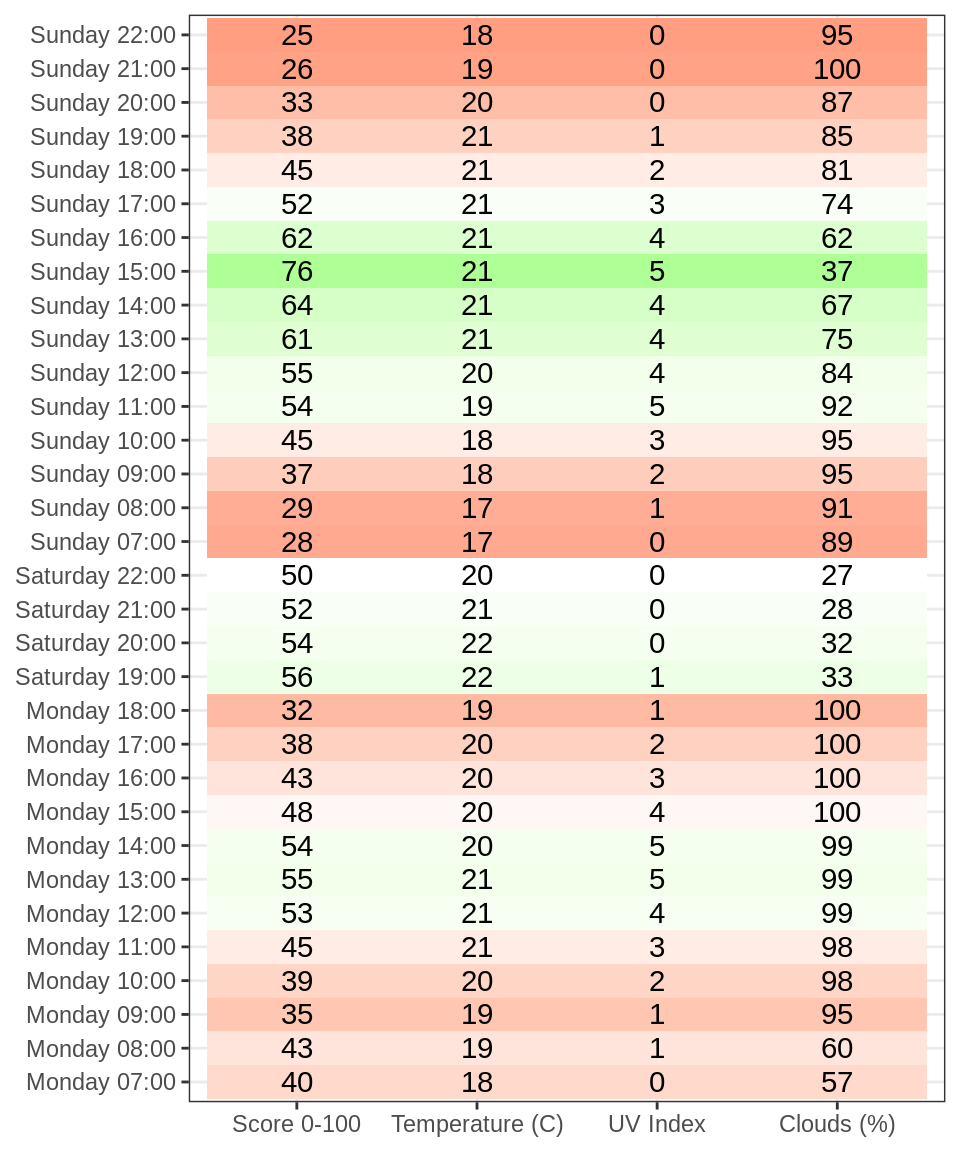 Sunday 22:00 25 18 0 95
Sunday 21:00 26 19 0 100
Sunday 20:00 33 20 0 87
Sunday 19:00 38 21 1 85
Sunday 18:00 45 21 2 81
Sunday 17:00 52 21 3 74
Sunday 16:00 62 21 4 62
Sunday 15:00 76 21 5 37
Sunday 14:00 64 21 4 67
Sunday 13:00 61 21 4 75
Sunday 12:00 55 20 4 84
Sunday 11:00 54 19 5 92
Sunday 10:00 45 18 3 95
Sunday 09:00 37 18 2 95
Sunday 08:00 29 17 1 91
Sunday 07:00 28 17 0 89
Saturday 22:00 50 20 0 27
Saturday 21:00 52 21 0 28
Saturday 20:00 54 22 0 32
Saturday 19:00 56 22 1 33
Monday 18:00 32 19 1 100
Monday 17:00 38 20 2 100
Monday 16:00 43 20 3 100
Monday 15:00 48 20 4 100
Monday 14:00 54 20 5 99
Monday 13:00 55 21 5 99
Monday 12:00 53 21 4 99
Monday 11:00 45 21 3 98
Monday 10:00 39 20 2 98
Monday 09:00 35 19 1 95
Monday 08:00 43 19 1 60
Monday 07:00 40 18 0 57
Score 0-100 Temperature (C) UV Index Clouds (%)